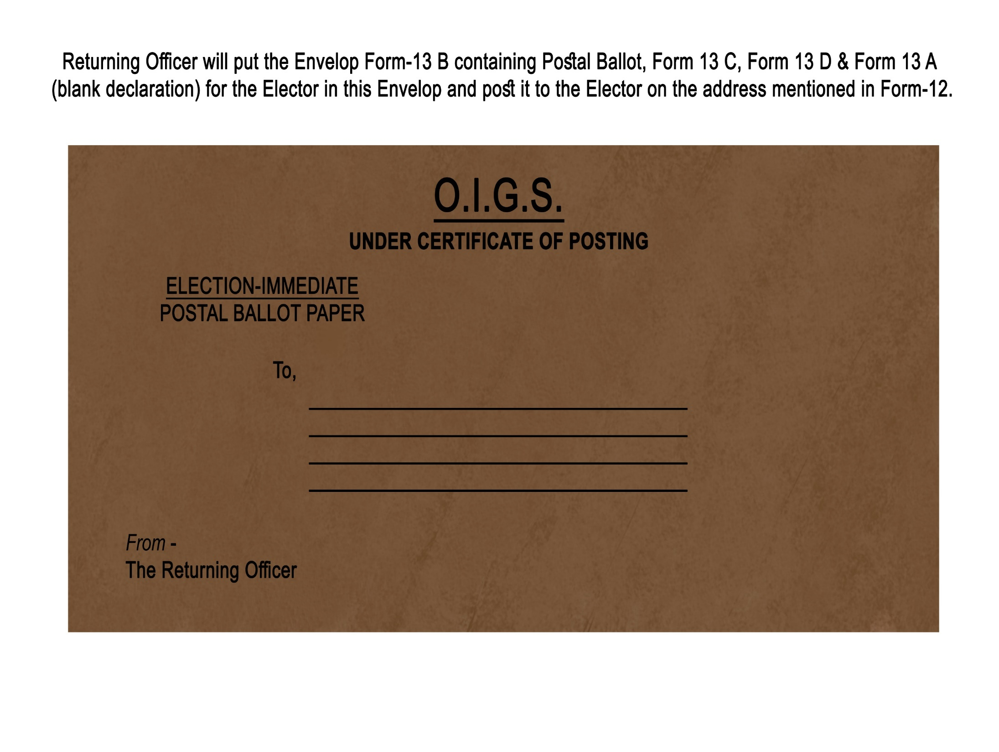 Returning Officer will put the Envelop Form-13 B containing Postal Ballot, Form 13 C, Form 13 D & Form 13 A
(blank declaration) for the Elector in this Envelop and post it to the Elector on the address mentioned in Form-12.
O.I.G.S.
UNDER CERTIFICATE OF POSTING
ELECTION-IMMEDIATE
POSTAL BALLOT PAPER
To,
From -
The Returning Officer